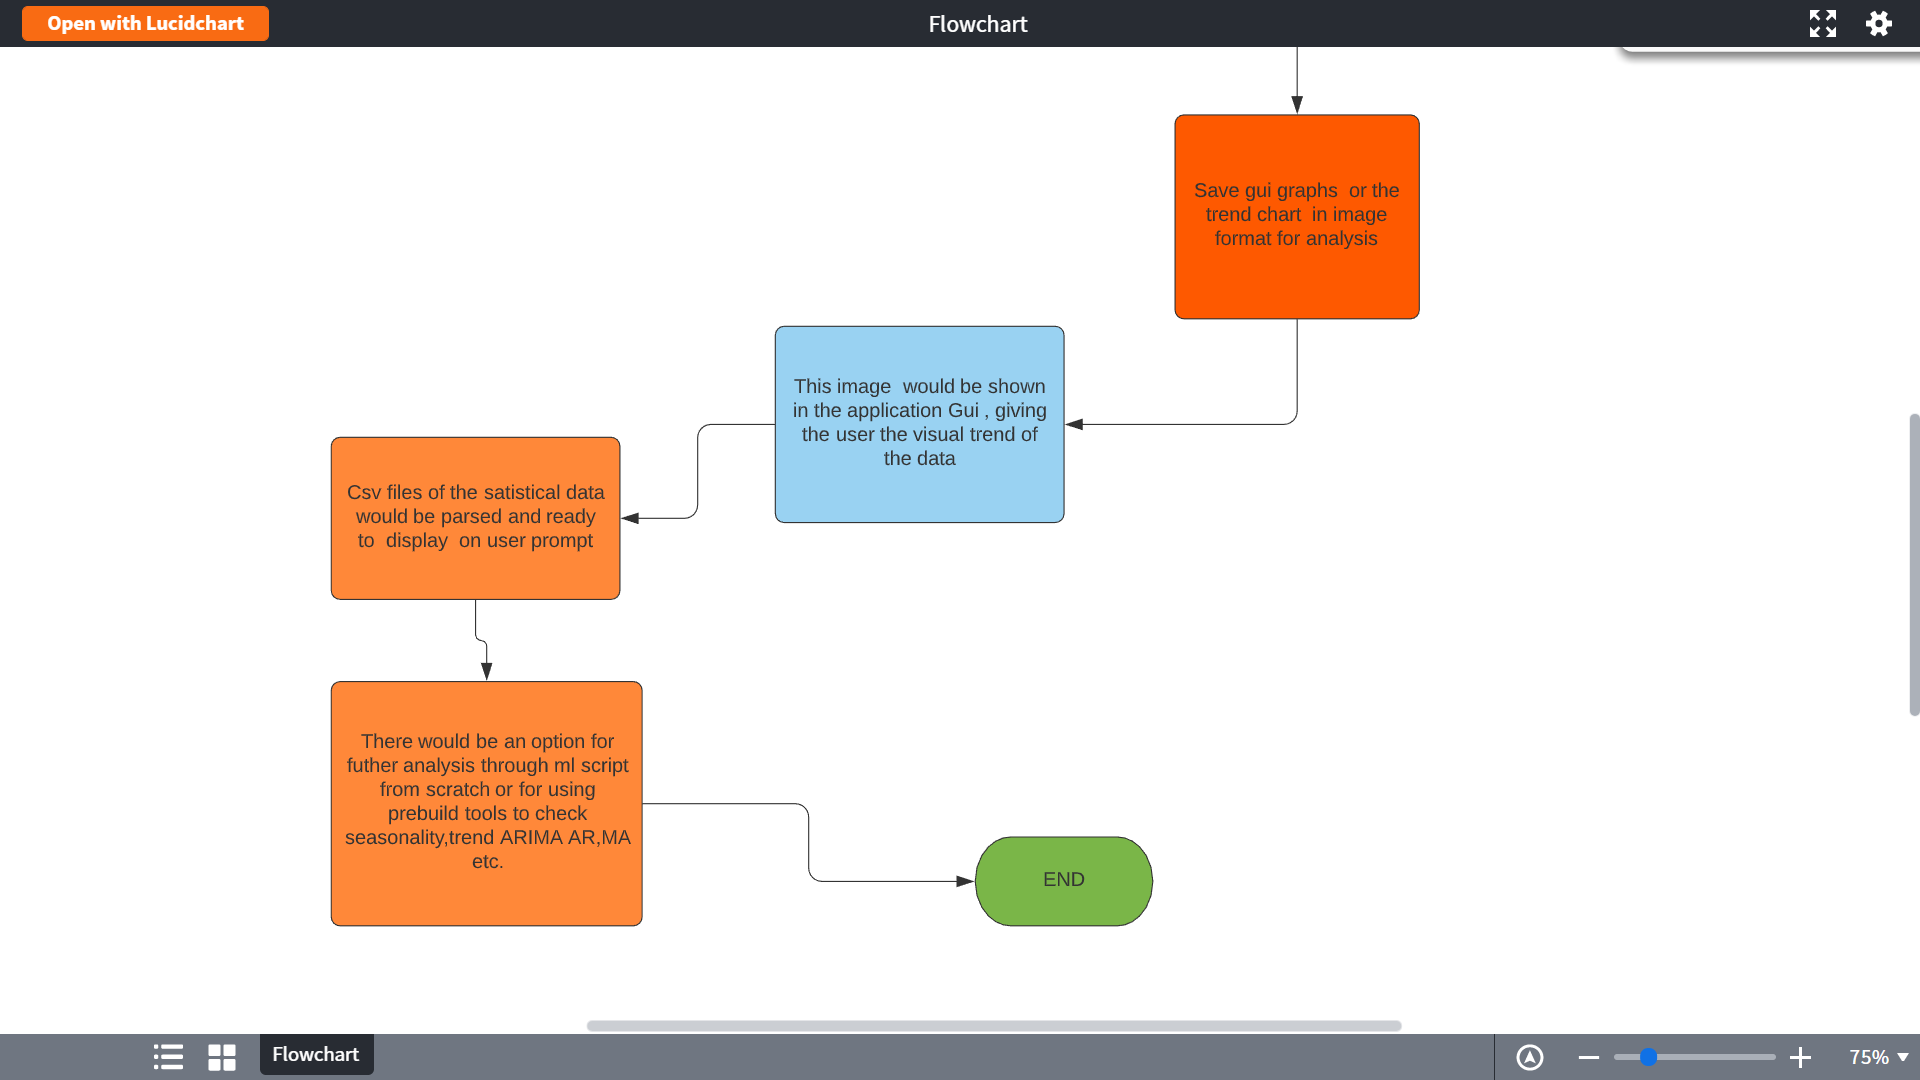 Open with Lucidchart
Flowchart
Save gui graphs  or the
trend chart  in image
format for analysis
This image  would be shown
in the application Gui , giving
the user the visual trend of
the data
Csv files of the satistical data
would be parsed and ready
to  display  on user prompt
There would be an option for
futher analysis through ml script
from scratch or for using
prebuild tools to check
seasonality,trend ARIMA AR,MA
etc.
END
Flowchart
75%